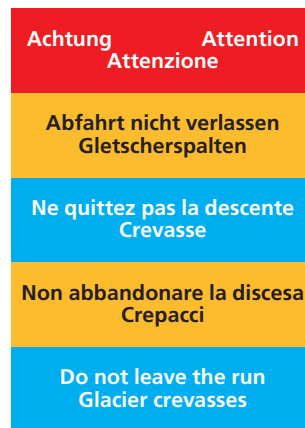 Achtung Attention
Attenzione
Abfahrt nicht verlassen
Gletscherspalten
Ne quittez pas la descente
Crevasse
Non abbandonare la discesa
Crepacci
Do not leave the run
Glacier crevasses